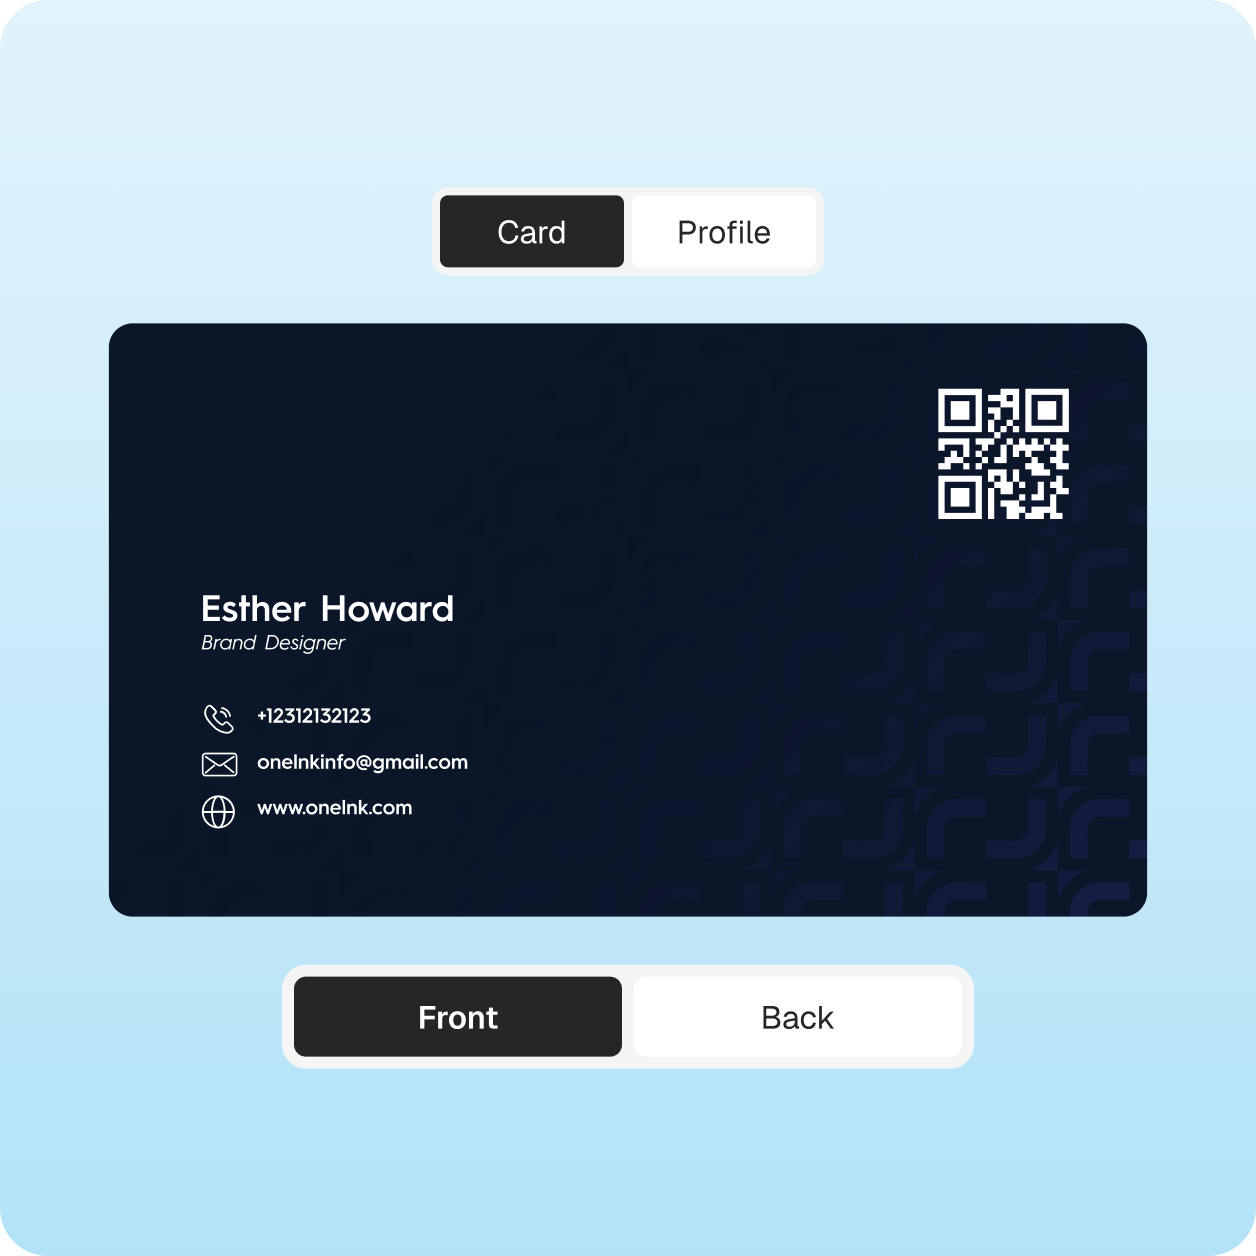 Card Profile
Esther Howard
Brand Designer
+12312132123
onelnkinfo@gmail.com
www.onelnk.com
Front Back